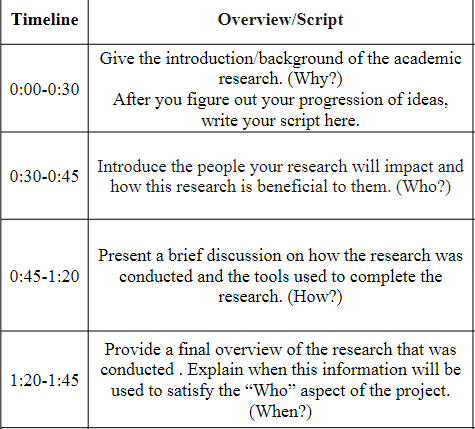 Timeline
Overview/Script
0:00-0:30
Give the introduction/background of the academic
research. (Why?)
After you figure out your progression of ideas,
write your script here.
0:30-0:45
Introduce the people your research will impact and
how this research is beneficial to them. (Who?)
0:45-1:20
Present a brief discussion on how the research was
conducted and the tools used to complete the
research. (How?)
1:20-1:45
Provide a final overview of the research that was
conducted . Explain when this information will be
used to satisfy the “Who” aspect of the project.
(When?)